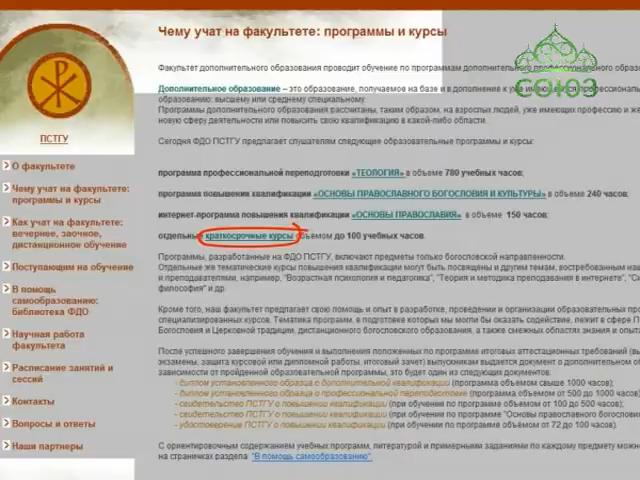 Чему учат на факультете: программы и курсы
СОЮЗ
Факультет дополнительного образования проводит обучение по программам дополнительного профессионального образо
Дополнительное образование – это образование, получаемое на базе и в дополнение к уже
образованию: высшему или среднему специальному.
Программы дополнительного образования рассчитаны, таким образом, на взрослых людей, уже имеющих профессию и же
новую сферу деятельности или повысить свою квалификацию в какой-либо области.
ПСТГУ
Сегодня ФДО ПСТГУ предлагает слушателям следующие образовательные программы и курсы:
О факультете
Чему учат на факультете:
программы и курсы
Как учат на факультете:
вечернее, заочное,
дистанционное обучение
Поступающим на обучение
В помощь
самообразованию:
библиотека ФДО
Научная работа
факультета
Расписание занятий и
сессий
Контакты
Вопросы и ответы
Наши партнеры
программа профессиональной переподготовки «ТЕОЛОГИЯ» в объеме 780 учебных часов;
программа повышения квалификации «ОСНОВЫ ПРАВОСЛАВНОГО БОГОСЛОВИЯ И КУЛЬТУРЫ» в объеме 240 часов;
интернет-программа повышения квалификации «ОСНОВЫ ПРАВОСЛАВИЯ» в объеме 150 часов;
отдельные краткосрочные курсы объемом до 100 учебных часов.
Программы, разработанные на ФДО ПСТГУ, включают предметы только богословской направленности.
Отдельные же тематические курсы повышения квалификации могут быть посвящены и другим темам, востребованным наш
и преподавателями, например, "Возрастная психология и педагогика", "Теория и методика преподавания в интернете", "Си
философия" и др.
Кроме того, наш факультет предлагает свою помощь и опыт в разработке, проведении и организации образовательных про
специализированных курсов. Тематика программ, в подготовке которых мы могли бы оказать содействие, лежит в сфере П
Богословия и Церковной традиции, дистанционного богословского образования, а также смежных областях знания и опыта
После успешного завершения обучения и выполнения положенных по программе итоговых аттестационных требований (вы
экзамены, защита курсовой или дипломной работы, итоговый зачет) выпускникам выдается документ о дополнительном об
зависимости от пройденной образовательной программы, это будет один из следующих документов:
- диплом установленного образца о дополнительной квалификации (программа объемом свыше 1000 часов);
- диплом установленного образца о профессиональной переподготовке (программа объемом от 500 до 1000 часов)
- свидетельство ПСТГУ о повышении квалификации (при обучении по программе объемом от 100 до 500 часов);
- свидетельство ПСТГУ о повышении квалификации (при обучении по программе "Основы православного богослови
- удостоверение ПСТГУ о повышении квалификации (при обучении по программе объемом от 72 до 100 часов).
С ориентировочным содержанием учебных программ, литературой и примерными заданиями по каждому предмету можн
на страничках раздела "В помощь самообразованию".